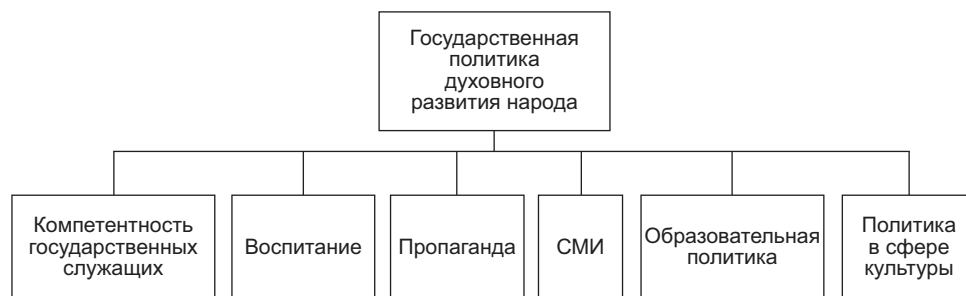 Государственная
политика
духовного
развития народа
Компетентность
государственных
служащих
Воспитание
Пропаганда
СМИ
Образовательная
политика
Политика
в сфере
культуры